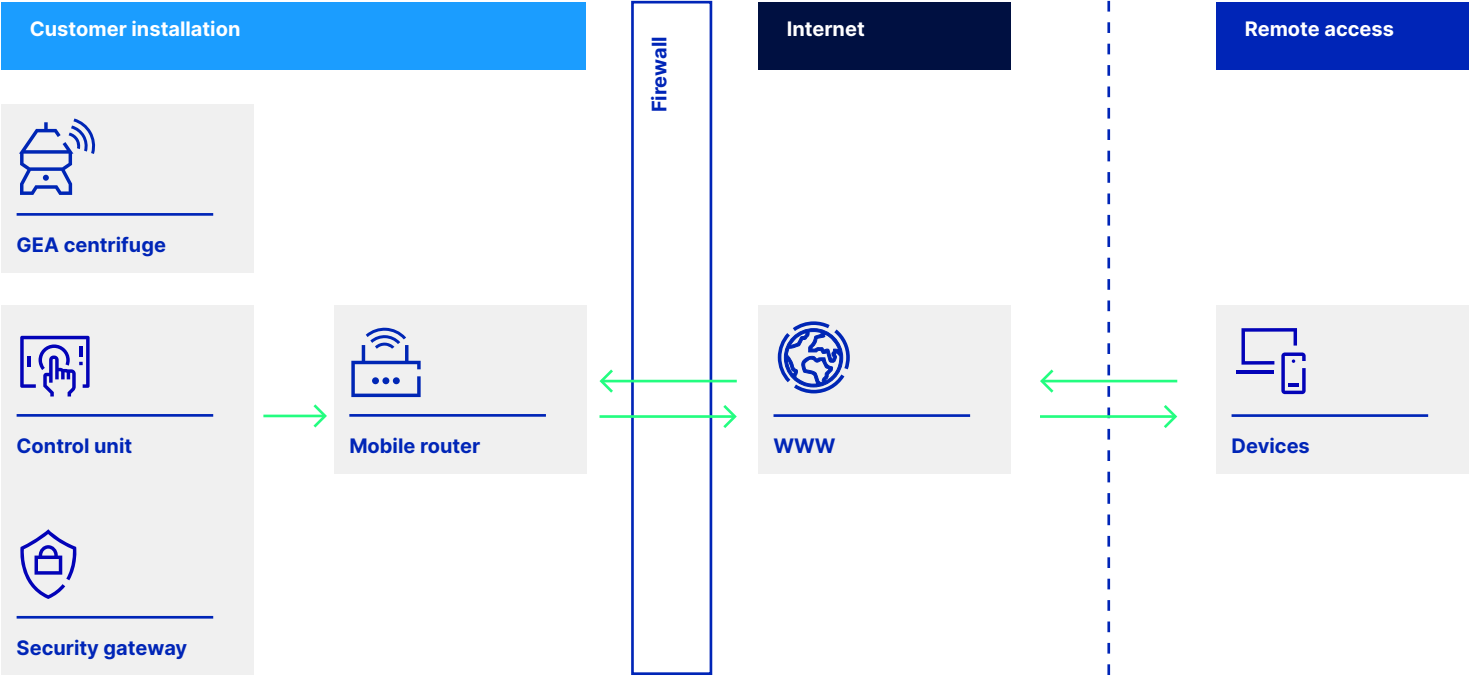 Customer installation
Firewall
Internet
Remote access
GEA centrifuge
Control unit
Mobile router
WWW
Devices
Security gateway